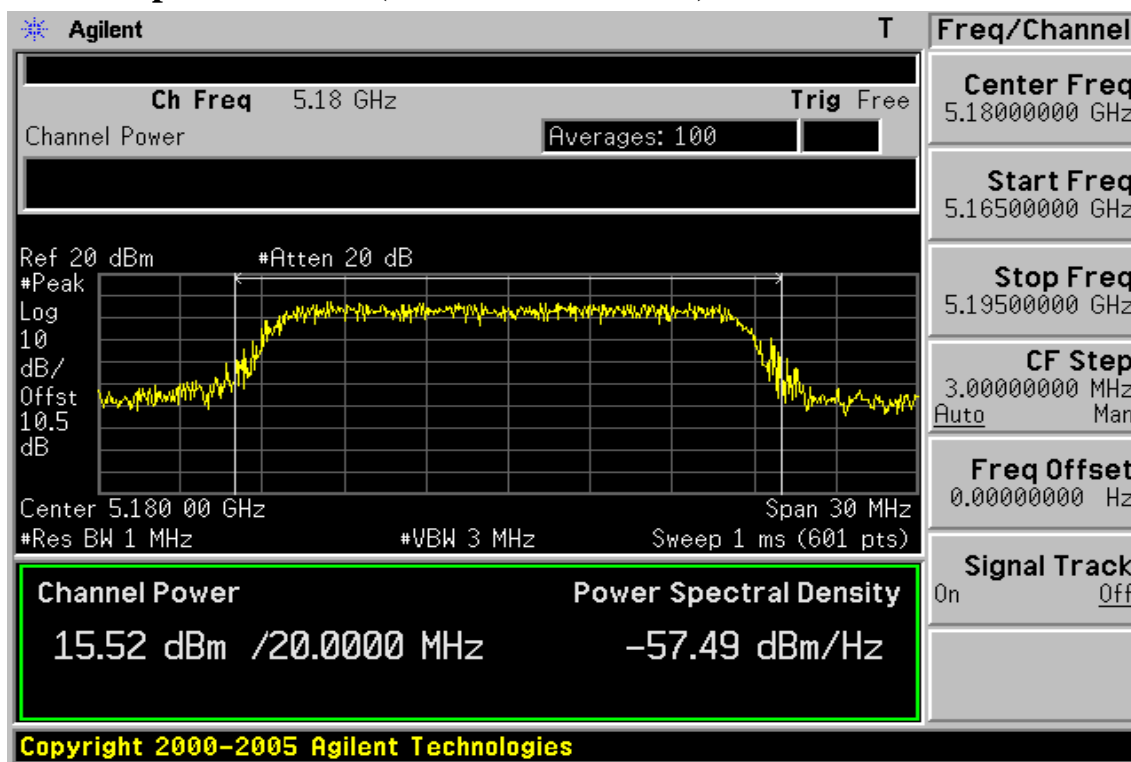 Agilent T Freq/Channel
Ch Freq 5.18 GHz Trig Free
Channel Power Averages: 100
Center Freq
5.18000000 GHz
Start Freq
5.16500000 GHz
Stop Freq
5.19500000 GHz
CF Step
3.00000000 MHz
Auto Man
Freq Offset
0.00000000 Hz
Signal Track
On Off
Ref 20 dBm #Atten 20 dB
#Peak
Log
10
dB/
Offst
10.5
dB
Center 5.180 00 GHz Span 30 MHz
#Res BW 1 MHz #VBW 3 MHz Sweep 1 ms (601 pts)
Channel Power Power Spectral Density
15.52 dBm /20.0000 MHz -57.49 dBm/Hz
Copyright 2000-2005 Agilent Technologies